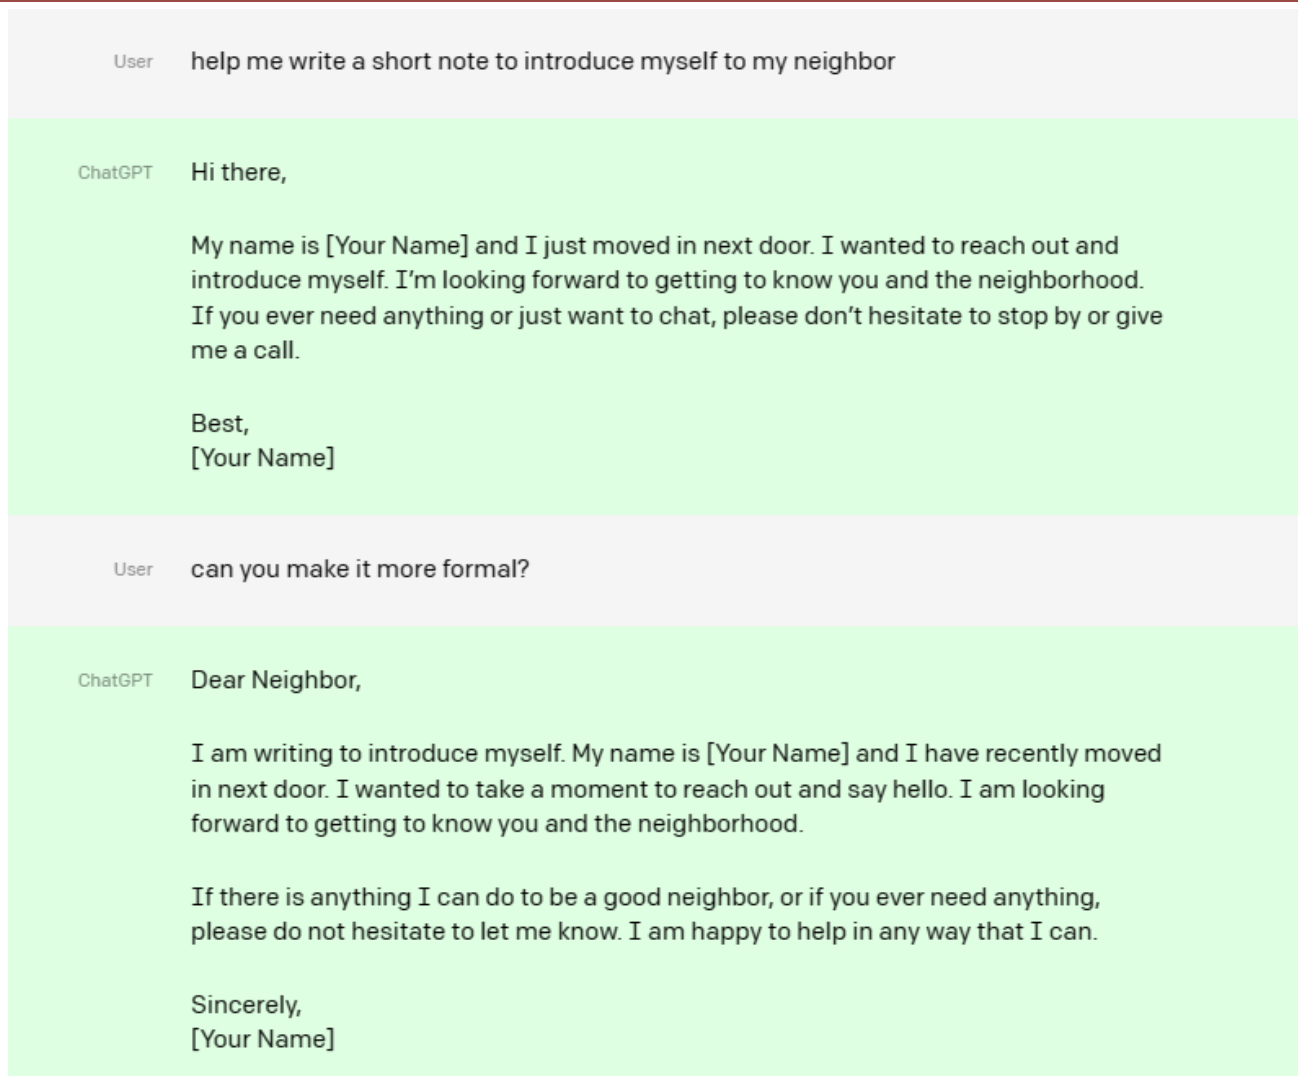 User help me write a short note to introduce myself to my neighbor
ChatGPT Hi there,
My name is [Your Name] and I just moved in next door. I wanted to reach out and
introduce myself. I’m looking forward to getting to know you and the neighborhood.
If you ever need anything or just want to chat, please don’t hesitate to stop by or give
me a call.
Best,
[Your Name]
User can you make it more formal?
ChatGPT Dear Neighbor,
I am writing to introduce myself. My name is [Your Name] and I have recently moved
in next door. I wanted to take a moment to reach out and say hello. I am looking
forward to getting to know you and the neighborhood.
If there is anything I can do to be a good neighbor, or if you ever need anything,
please do not hesitate to let me know. I am happy to help in any way that I can.
Sincerely,
[Your Name]